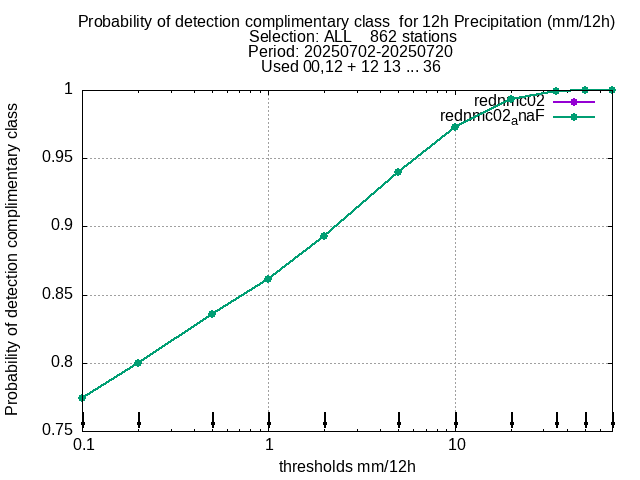 Probability of detection complimentary class  for 12h Precipitation (mm/12h)
Selection: ALL    862 stations
Period: 20250702-20250720
Used 00,12 + 12 13 ... 36
Probability of detection complimentary class
1
0.95
0.9
0.85
0.8
0.75
rednmc02
rednmc02anaF
0.1
1
10
thresholds mm/12h